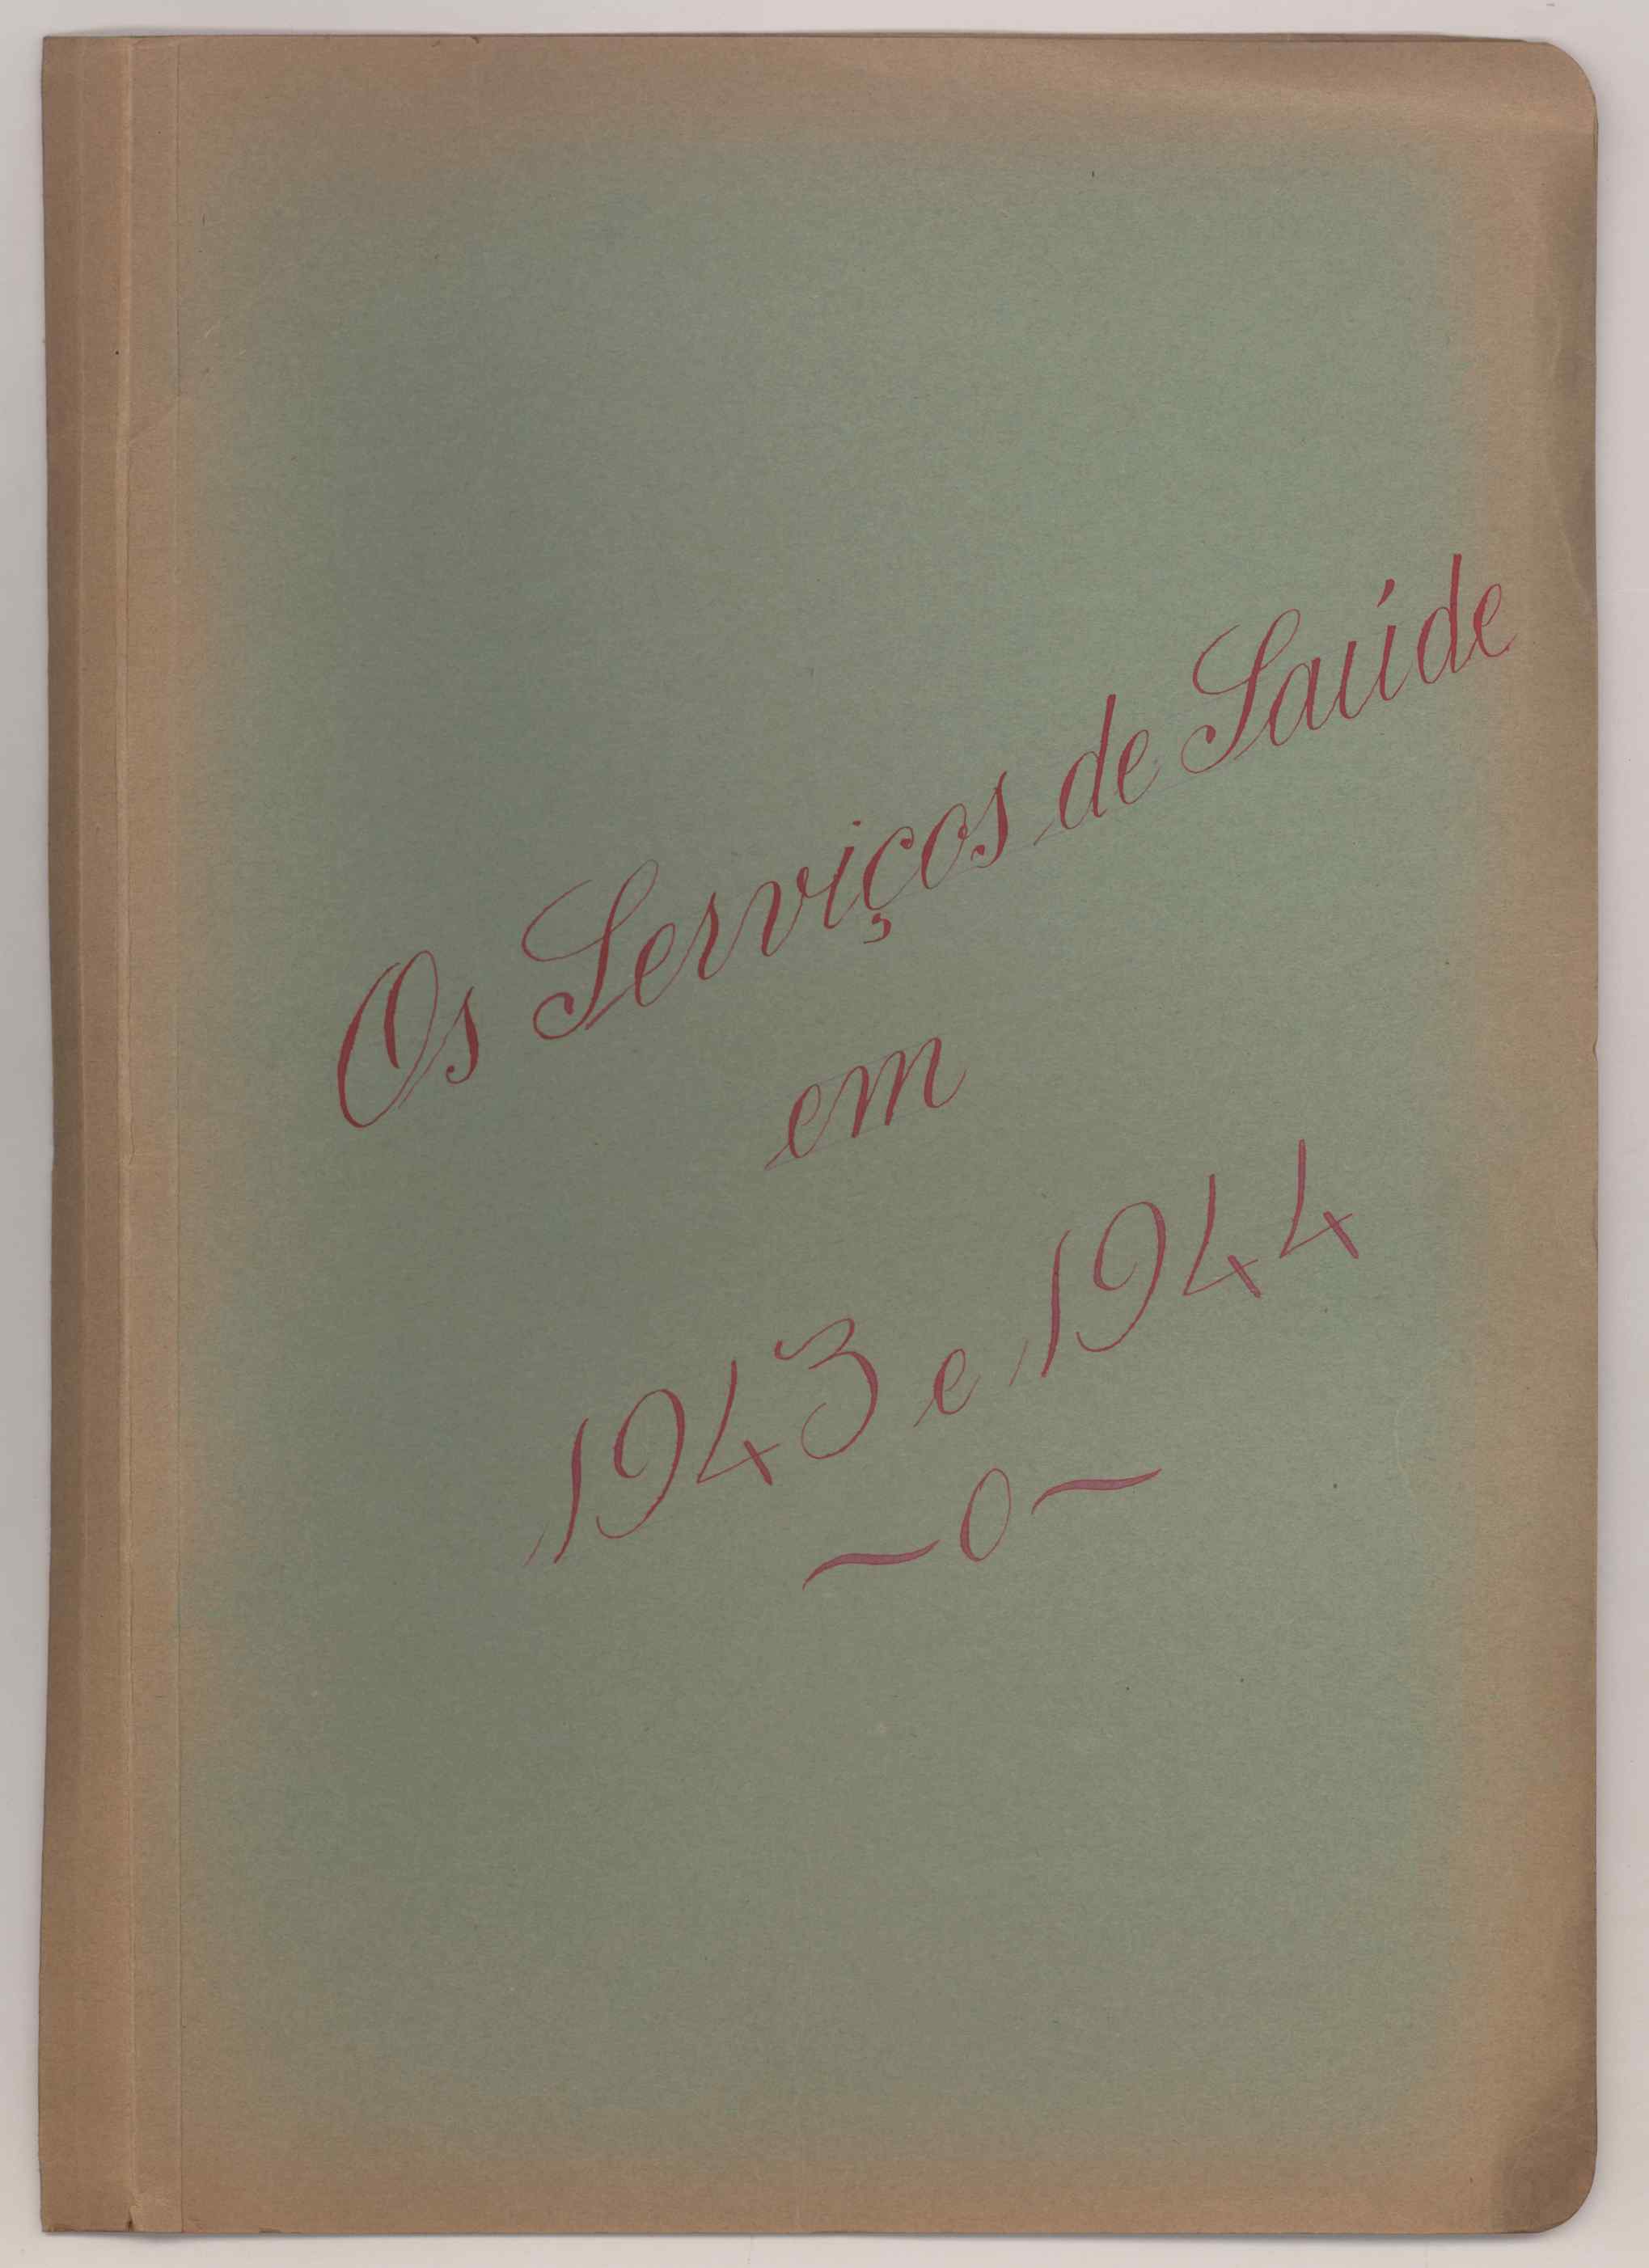 Os Serviços de Saúde
em
1943 e 1944
~o~